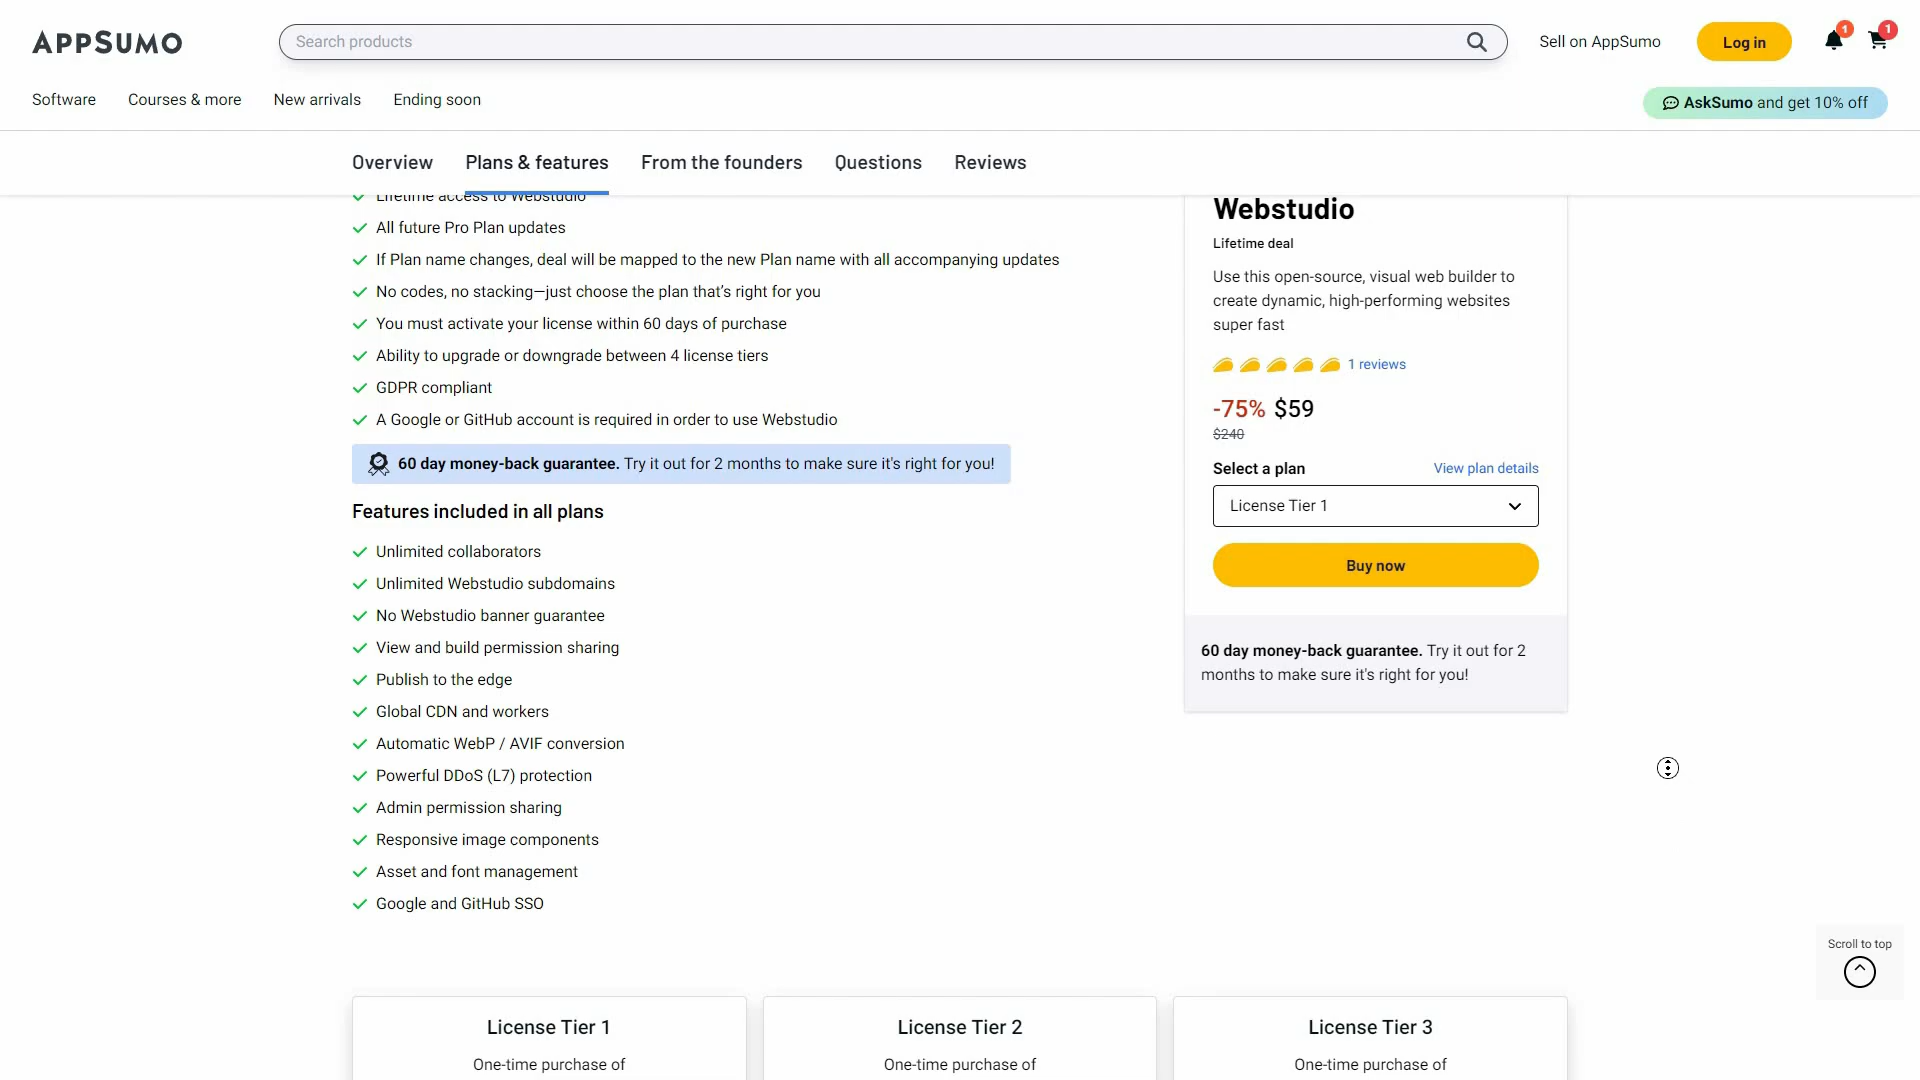 APPSUMO
Search products
Sell on AppSumo
Log in
1
1
Software
Courses & more
New arrivals
Ending soon
AskSumo and get 10% off
Overview
Plans & features
From the founders
Questions
Reviews
Lifetime access to Webstudio
All future Pro Plan updates
If Plan name changes, deal will be mapped to the new Plan name with all accompanying updates
No codes, no stacking—just choose the plan that’s right for you
You must activate your license within 60 days of purchase
Ability to upgrade or downgrade between 4 license tiers
GDPR compliant
A Google or GitHub account is required in order to use Webstudio
60 day money-back guarantee. Try it out for 2 months to make sure it's right for you!
Features included in all plans
Unlimited collaborators
Unlimited Webstudio subdomains
No Webstudio banner guarantee
View and build permission sharing
Publish to the edge
Global CDN and workers
Automatic WebP / AVIF conversion
Powerful DDoS (L7) protection
Admin permission sharing
Responsive image components
Asset and font management
Google and GitHub SSO
Webstudio
Lifetime deal
Use this open-source, visual web builder to
create dynamic, high-performing websites
super fast
1 reviews
-75% $59
$240
Select a plan
View plan details
License Tier 1
Buy now
60 day money-back guarantee. Try it out for 2
months to make sure it's right for you!
Scroll to top
License Tier 1
One-time purchase of
License Tier 2
One-time purchase of
License Tier 3
One-time purchase of